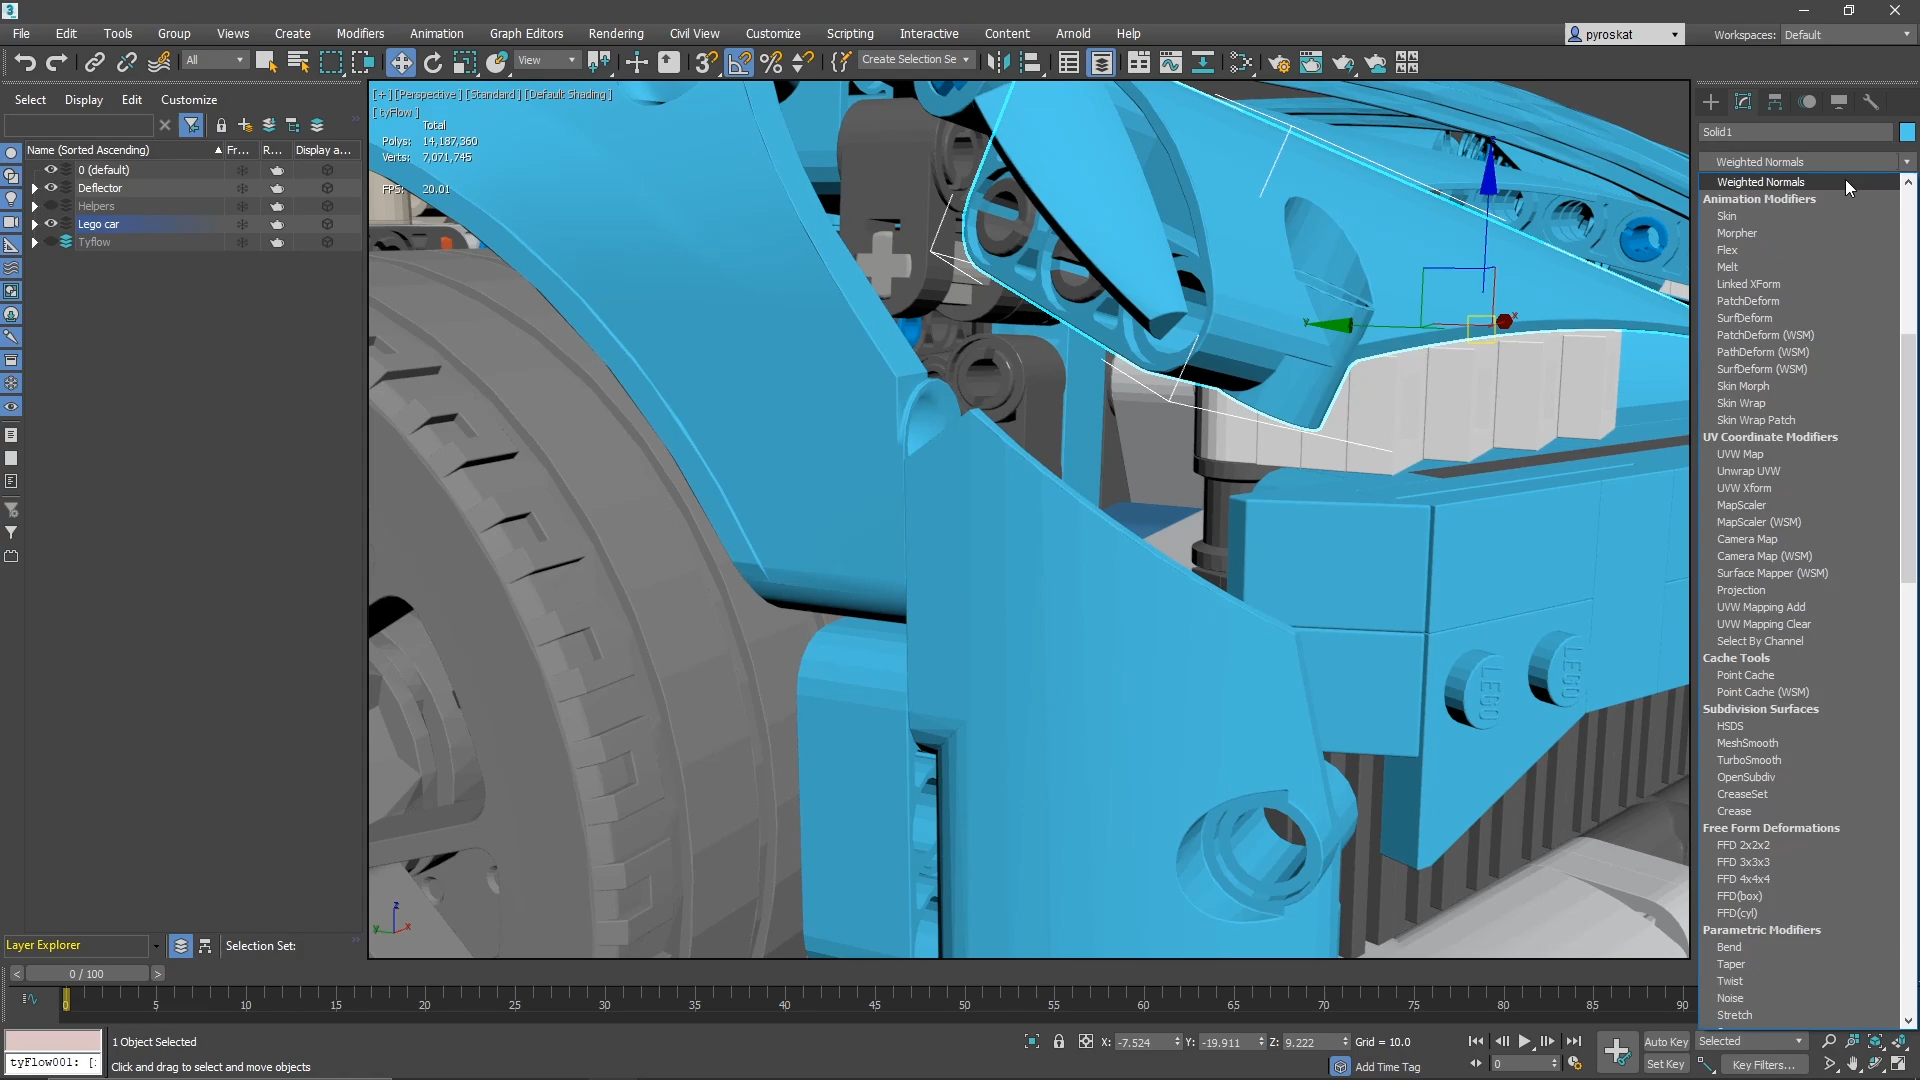 3
File Edit Tools Group Views Create Modifiers Animation Graph Editors Rendering Civil View Customize Scripting Interactive Content Arnold Help
pyroskat
Workspaces: Default
All
View
Create Selection Se
Select Display Edit Customize
[+] [Perspective] [Standard] [Default Shading]
[ tyFlow ]
Total
Polys: 14,187,360
Verts: 7,071,745
FPS: 20.01
Name (Sorted Ascending) Fr... R... Display a...
0 (default)
Deflector
Helpers
Lego car
Tyflow
Solid1
Weighted Normals
Weighted Normals
Animation Modifiers
Skin
Morpher
Flex
Melt
Linked XForm
PatchDeform
SurfDeform
PatchDeform (WSM)
PathDeform (WSM)
SurfDeform (WSM)
Skin Morph
Skin Wrap
Skin Wrap Patch
UV Coordinate Modifiers
UVW Map
Unwrap UVW
UVW Xform
MapScaler
MapScaler (WSM)
Camera Map
Camera Map (WSM)
Surface Mapper (WSM)
Projection
UVW Mapping Add
UVW Mapping Clear
Select By Channel
Cache Tools
Point Cache
Point Cache (WSM)
Subdivision Surfaces
HSDS
MeshSmooth
TurboSmooth
OpenSubdiv
CreaseSet
Crease
Free Form Deformations
FFD 2x2x2
FFD 3x3x3
FFD 4x4x4
FFD(box)
FFD(cyl)
Parametric Modifiers
Bend
Taper
Twist
Noise
Stretch
LEGO LEGO
x
y
z
y
x
Layer Explorer
Selection Set:
0 / 100
0 5 10 15 20 25 30 35 40 45 50 55 60 65 70 75 80 85 90
1 Object Selected
X: -7.524 Y: -19.911 Z: 9.222 Grid = 10.0
Auto Key Selected
tyFlow001: [
Click and drag to select and move objects
Add Time Tag
0
Set Key Key Filters...